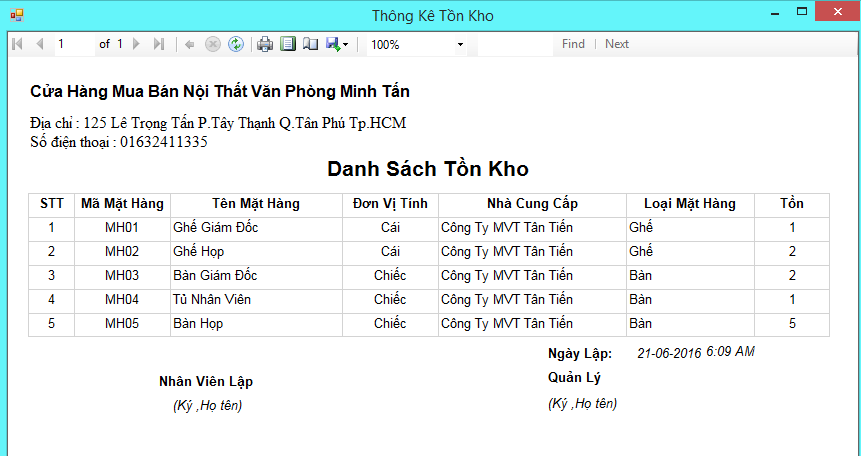 Thông Kê Tồn Kho
1 of 1 100% Find | Next
Cửa Hàng Mua Bán Nội Thất Văn Phòng Minh Tấn
Địa chỉ : 125 Lê Trọng Tấn P.Tây Thạnh Q.Tân Phú Tp.HCM
Số điện thoại : 01632411335
Danh Sách Tồn Kho
STT Mã Mặt Hàng Tên Mặt Hàng Đơn Vị Tính Nhà Cung Cấp Loại Mặt Hàng Tồn
1 MH01 Ghế Giám Đốc Cái Công Ty MVT Tân Tiến Ghế 1
2 MH02 Ghế Họp Cái Công Ty MVT Tân Tiến Ghế 2
3 MH03 Bàn Giám Đốc Chiếc Công Ty MVT Tân Tiến Bàn 2
4 MH04 Tủ Nhân Viên Chiếc Công Ty MVT Tân Tiến Bàn 1
5 MH05 Bàn Họp Chiếc Công Ty MVT Tân Tiến Bàn 5
Ngày Lập: 21-06-2016 6:09 AM
Nhân Viên Lập Quản Lý
(Ký ,Họ tên) (Ký ,Họ tên)